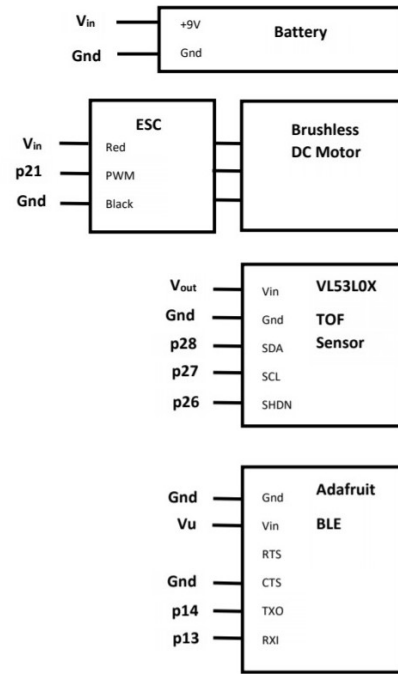 Vin +9V Battery
Gnd Gnd
ESC Brushless
Vin Red DC Motor
p21 PWM
Gnd Black
Vout Vin VL53L0X
Gnd Gnd TOF
p28 SDA Sensor
p27 SCL
p26 SHDN
Gnd Gnd Adafruit
Vu Vin BLE
RTS
Gnd CTS
p14 TXO
p13 RXI